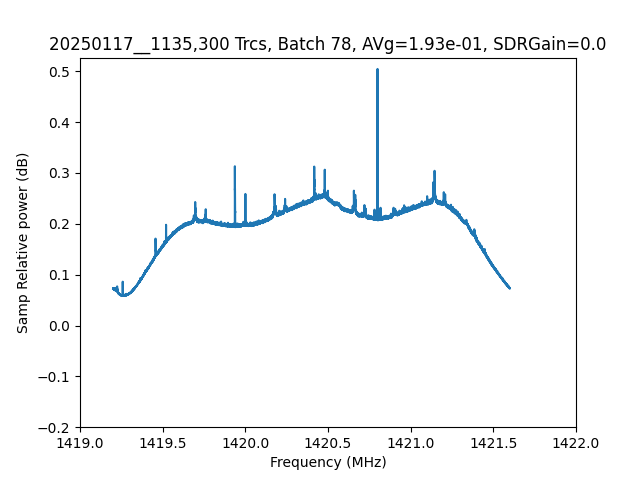 20250117__1135,300 Trcs, Batch 78, AVg=1.93e-01, SDRGain=0.0
Samp Relative power (dB)
0.5
0.4
0.3
0.2
0.1
0.0
−0.1
−0.2
1419.0 1419.5 1420.0 1420.5 1421.0 1421.5 1422.0
Frequency (MHz)